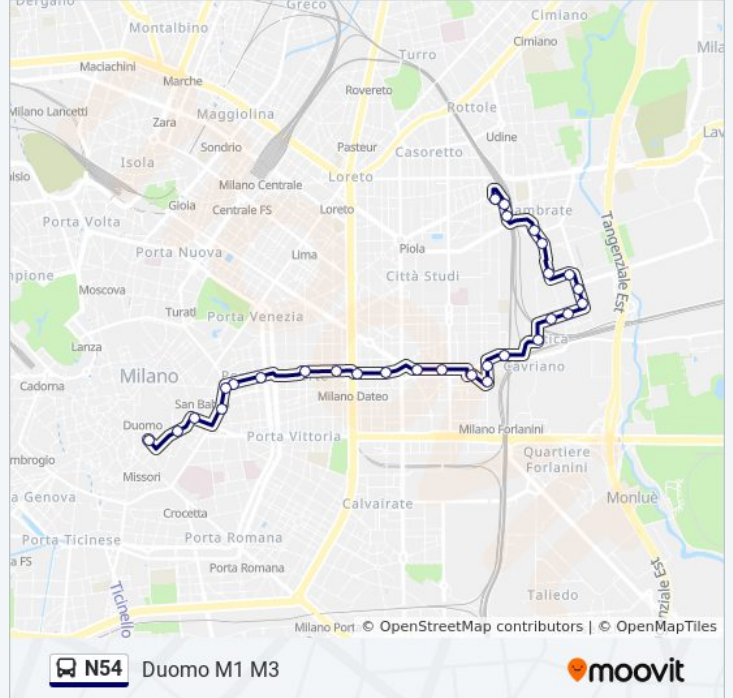 Dergano
Greco
Cimiano
Montalbino
Turro
Cimiano
Mila
Maciachini
Marche
Rovereto
Milano Lancetti
Rottole
Zara
Maggiolina
Udine
Lav
Sondrio
Pasteur
Casoretto
Isola
Loreto
Milano Centrale
Gioia
Centrale FS
Loreto
ambrate
Porta Volta
Piola
Porta Nuova
Lima
Città Studi
Tangenziale Est
Moscova
Turati
Porta Venezia
Lanza
Cavriano
Milano
Cadorna
Milano Dateo
San Bab
Duomo
Milano Forlanini
Porta Vittoria
mbrogio
Quartiere
Forlanini
Missori
a Genova
Calvairate
Monluè
Crocetta
Porta Ticinese
Porta Romana
a FS
Porta Romana
Ticinello
Taliedo
nziale Est
Milano Port
© OpenStreetMap contributors | © OpenMapTiles
N54
Duomo M1 M3
moovit